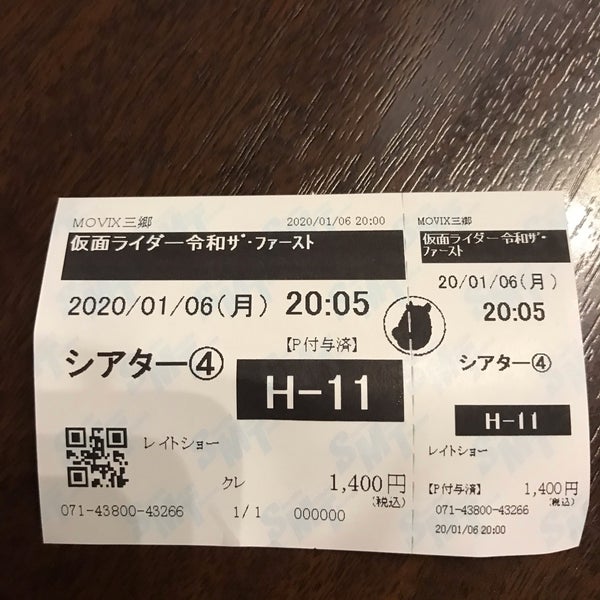 MOVIX三郷
2020/01/06 20:00
仮面ライダー令和ザ・ファースト
2020/01/06(月) 20:05
【P付与済】
シアター④
H-11
レイトショー
クレ
1,400円
(税込)
071-43800-43266
1/1
000000
MOVIX三郷
仮面ライダー令和ザ・
ファースト
20/01/06(月)
20:05
シアター④
H-11
レイトショー
【P付与済】
1,400円
(税込)
071-43800-43266
20/01/06 20:00
SMT